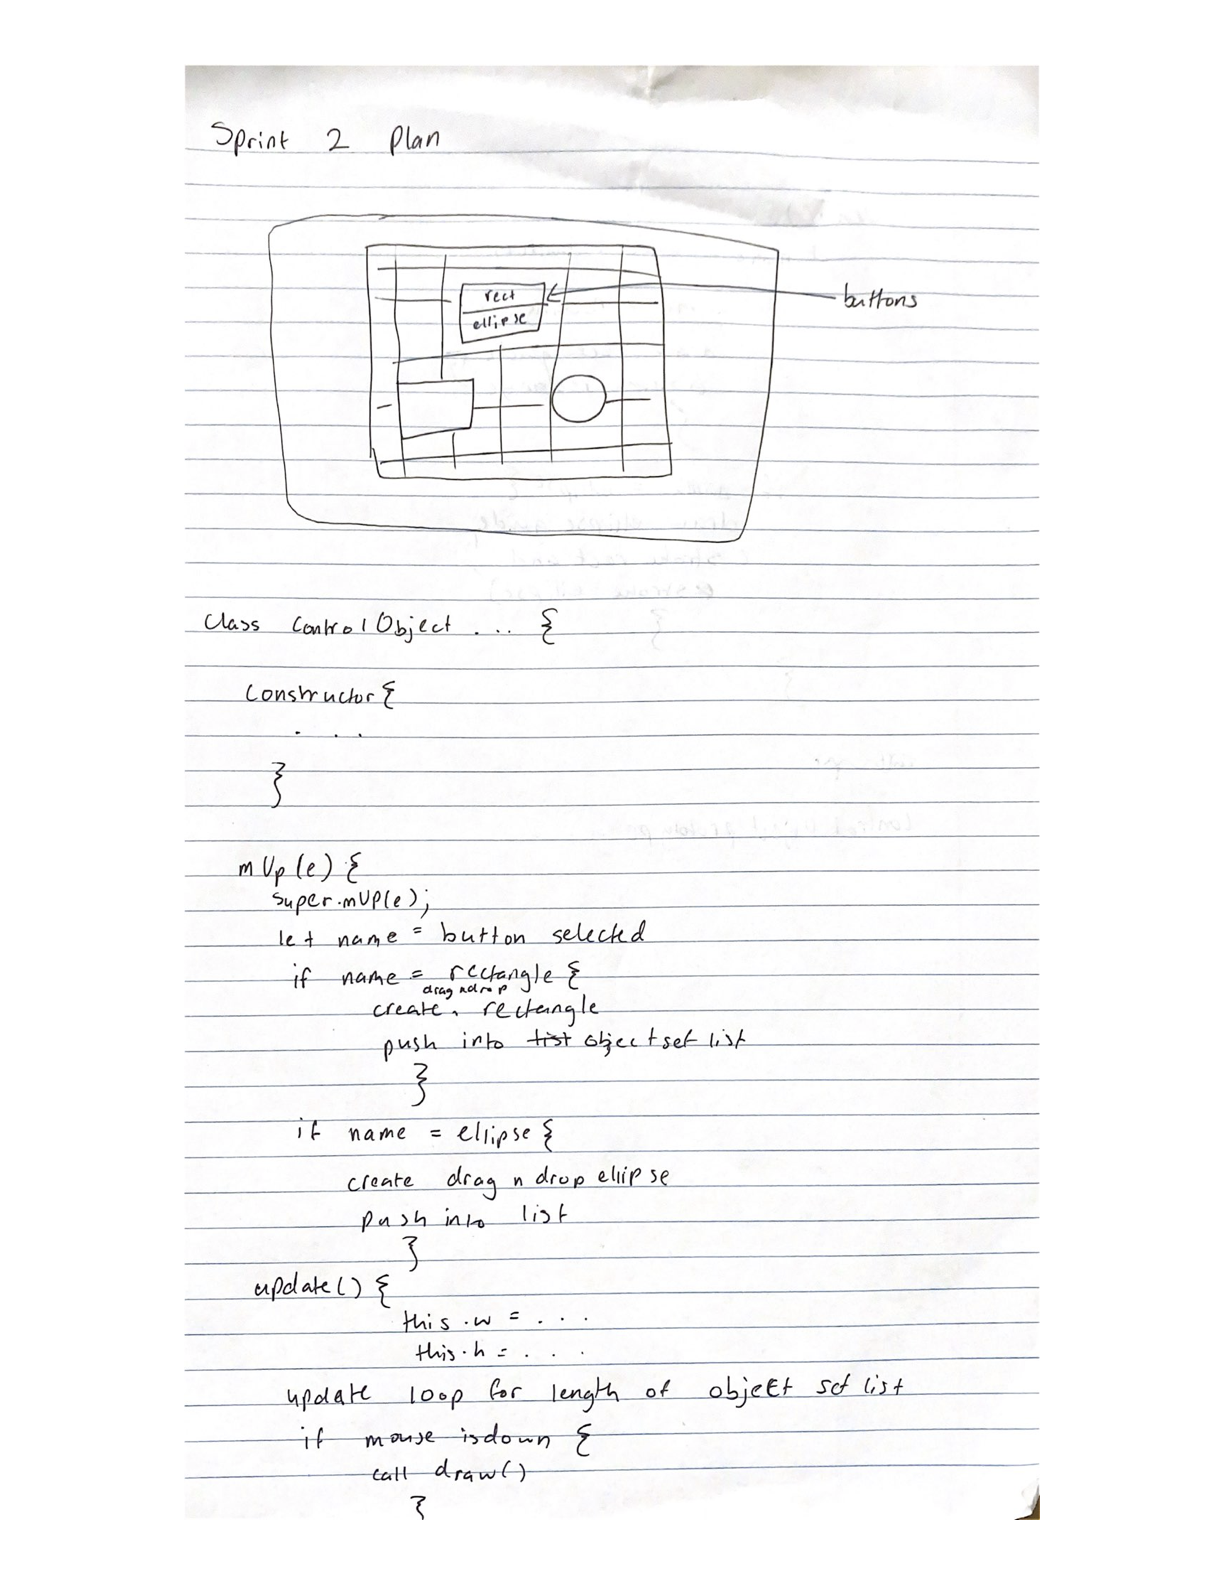 Sprint 2 Plan
rect
ellipse
buttons
Class ControlObject . . . {
Constructor {
. . .
}
mUp(e) {
super.mUP(e);
let name = button selected
if name = rectangle {
drag n drop
create ^ rectangle
push into list object set list
}
if name = ellipse {
create drag n drop ellipse
push into list
}
update() {
this.w = . . .
this.h = . . .
update loop for length of object set list
if mouse isdown {
call draw()
}